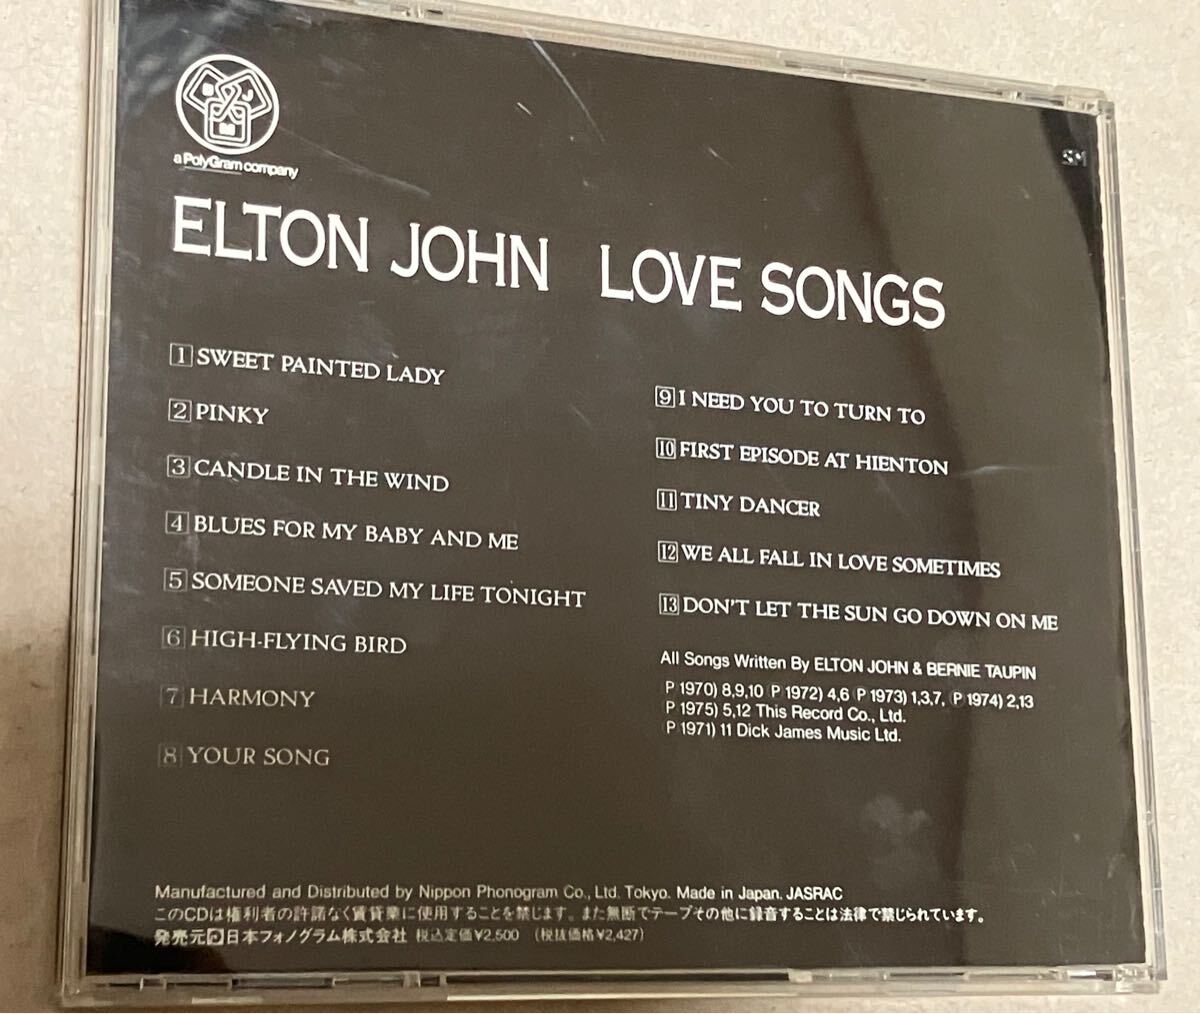 DJM
a PolyGram company
ELTON JOHN LOVE SONGS
1 SWEET PAINTED LADY
2 PINKY
3 CANDLE IN THE WIND
4 BLUES FOR MY BABY AND ME
5 SOMEONE SAVED MY LIFE TONIGHT
6 HIGH-FLYING BIRD
7 HARMONY
8 YOUR SONG
9 I NEED YOU TO TURN TO
10 FIRST EPISODE AT HIENTON
11 TINY DANCER
12 WE ALL FALL IN LOVE SOMETIMES
13 DON'T LET THE SUN GO DOWN ON ME
All Songs Written By ELTON JOHN & BERNIE TAUPIN
Ⓟ 1970) 8,9,10 Ⓟ 1972) 4,6 Ⓟ 1973) 1,3,7, Ⓟ 1974) 2,13
Ⓟ 1975) 5,12 This Record Co., Ltd.
Ⓟ 1971) 11 Dick James Music Ltd.
Manufactured and Distributed by Nippon Phonogram Co., Ltd. Tokyo. Made in Japan. JASRAC
このCDは権利者の許諾なく賃貸業に使用することを禁じます。また無断でテープその他に録音することは法律で禁じられています。
発売元 日本フォノグラム株式会社 税込定価¥2,500 (税抜価格¥2,427)